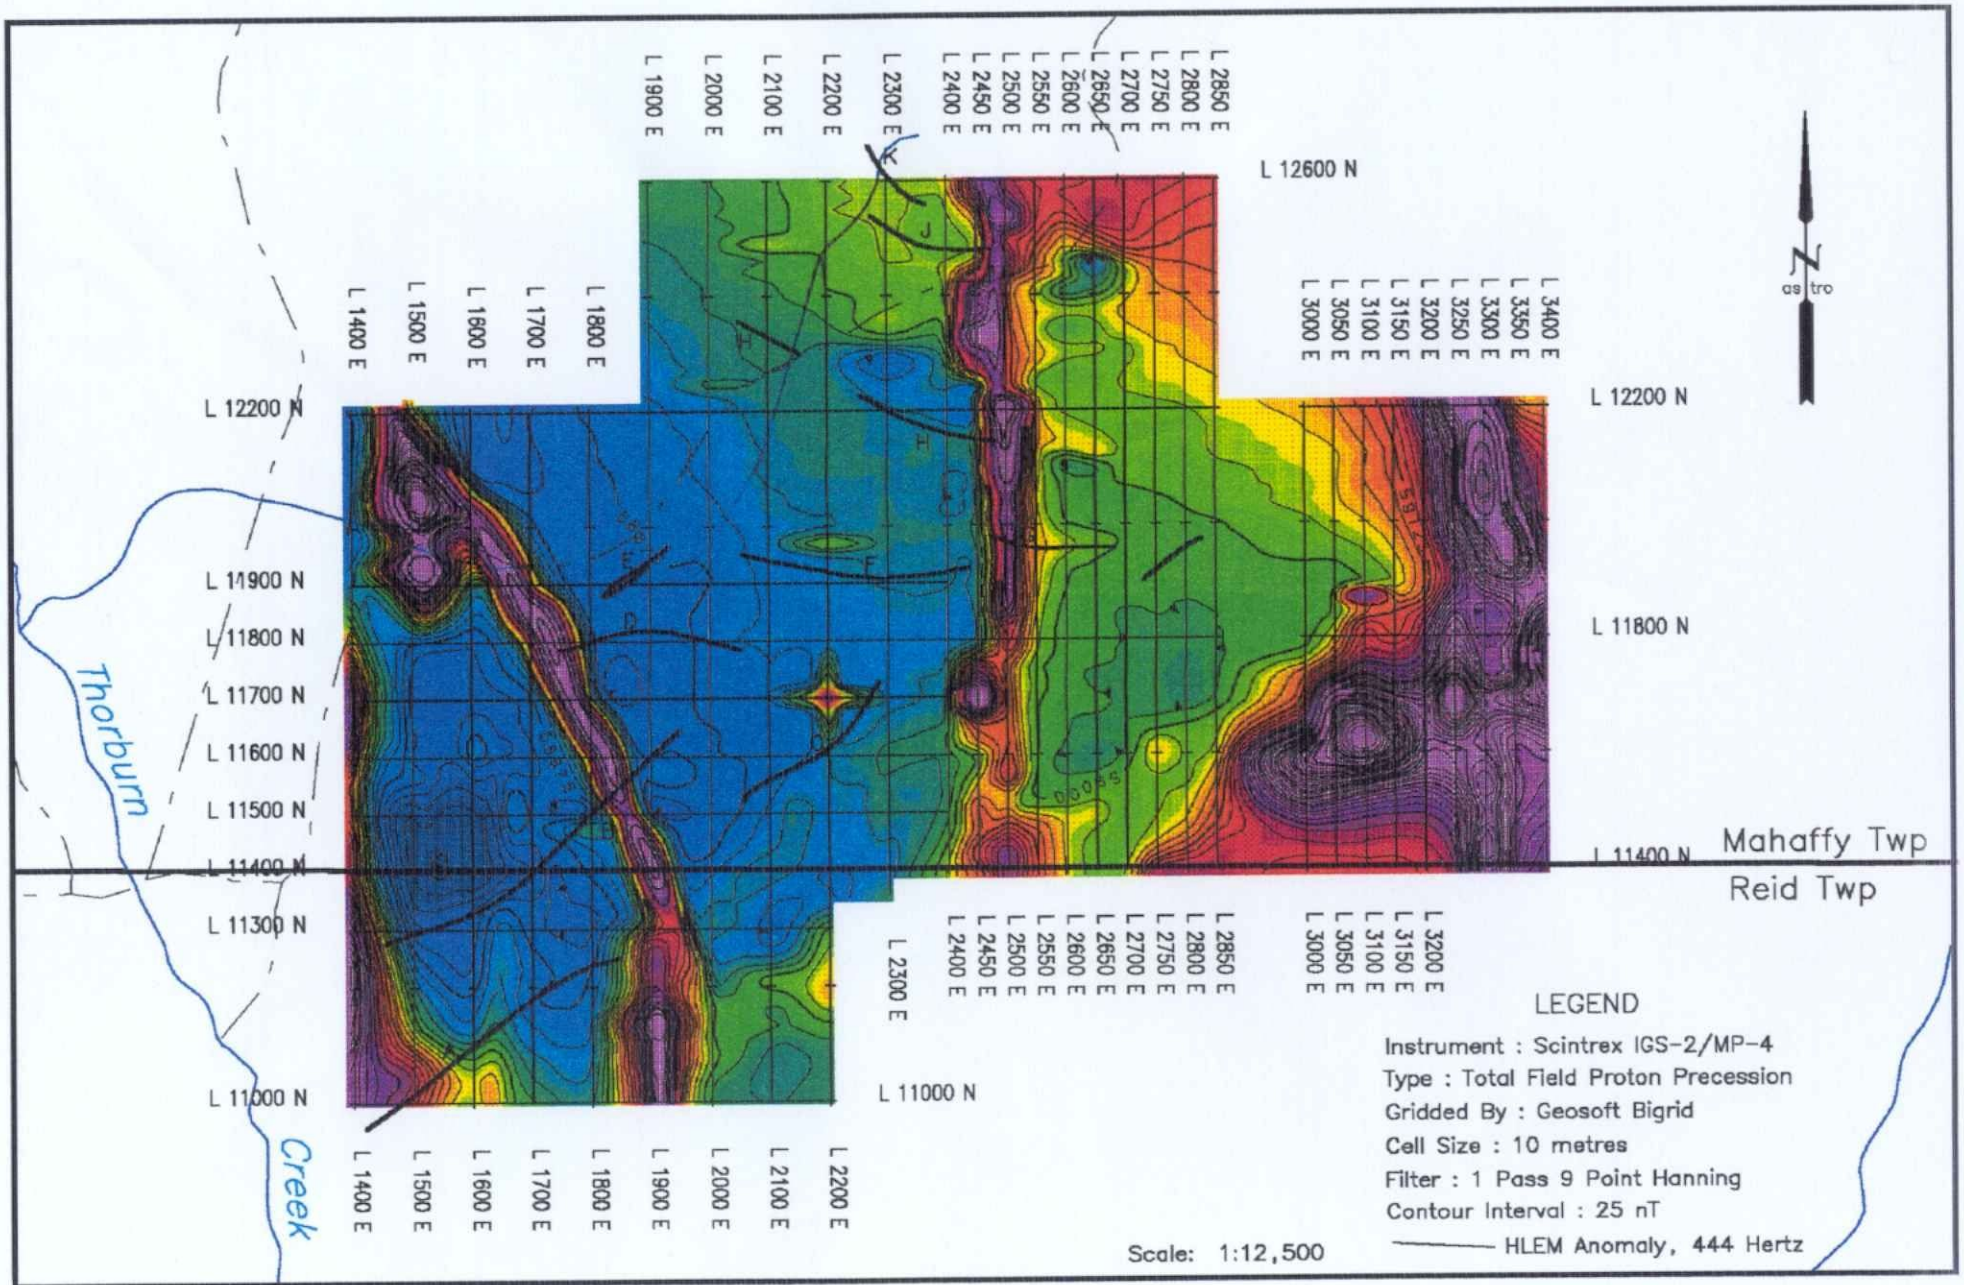 L 1900 E
L 2000 E
L 2100 E
L 2200 E
L 2300 E
L 2400 E
L 2450 E
L 2500 E
L 2550 E
L 2600 E
L 2650 E
L 2700 E
L 2750 E
L 2800 E
L 2850 E
K
L 12600 N
J
astro
L 1400 E
L 1500 E
L 1600 E
L 1700 E
L 1800 E
L 3000 E
L 3050 E
L 3100 E
L 3150 E
L 3200 E
L 3250 E
L 3300 E
L 3350 E
L 3400 E
H
L 12200 N
L 12200 N
I
E
F
L 11900 N
D
L 11800 N
L 11800 N
L 11700 N
L 11600 N
L 11500 N
L 11400 N
L 11400 N
Thorburn
Creek
Mahaffy Twp
Reid Twp
L 11300 N
L 2300 E
L 2400 E
L 2450 E
L 2500 E
L 2550 E
L 2600 E
L 2650 E
L 2700 E
L 2750 E
L 2800 E
L 2850 E
L 3000 E
L 3050 E
L 3100 E
L 3150 E
L 3200 E
A
L 11000 N
L 11000 N
L 1400 E
L 1500 E
L 1600 E
L 1700 E
L 1800 E
L 1900 E
L 2000 E
L 2100 E
L 2200 E
LEGEND
Instrument : Scintrex IGS-2/MP-4
Type : Total Field Proton Precession
Gridded By : Geosoft Bigrid
Cell Size : 10 metres
Filter : 1 Pass 9 Point Hanning
Contour Interval : 25 nT
HLEM Anomaly, 444 Hertz
Scale: 1:12,500